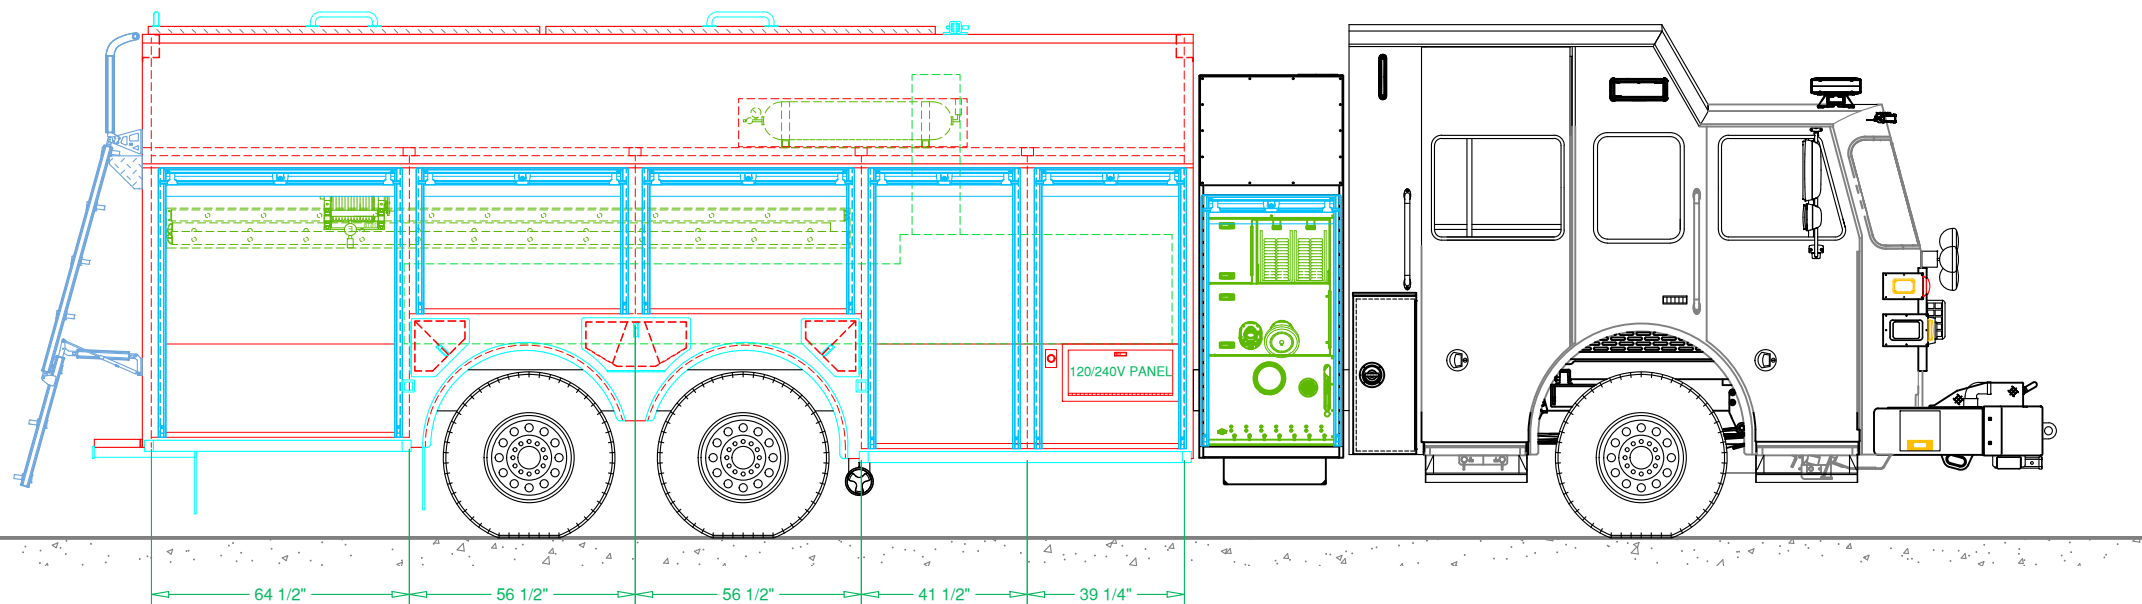 120/240V PANEL
64 1/2" 56 1/2" 56 1/2" 41 1/2" 39 1/4"